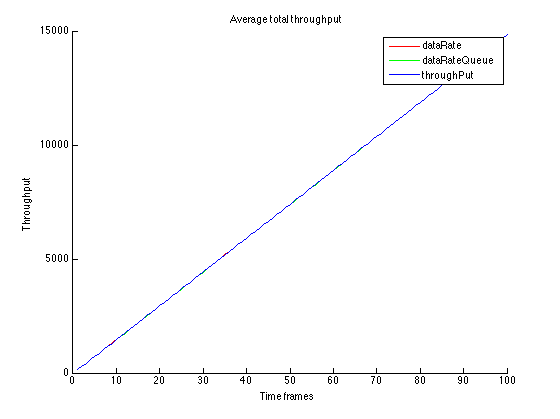 Average total throughput
15000
dataRate
dataRateQueue
throughPut
10000
Throughput
5000
0
0 10 20 30 40 50 60 70 80 90 100
Time frames